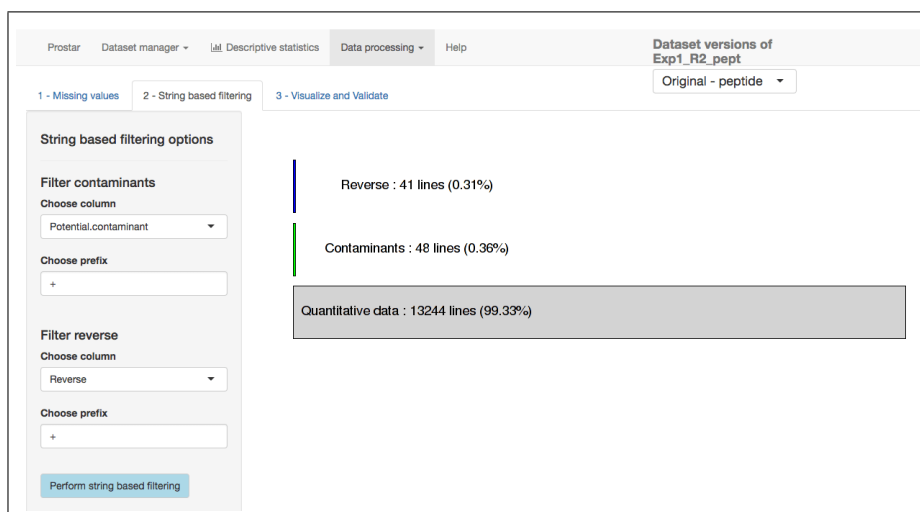 Prostar Dataset manager Descriptive statistics Data processing Help
Dataset versions of
Exp1_R2_pept
Original - peptide
1 - Missing values 2 - String based filtering 3 - Visualize and Validate
String based filtering options
Filter contaminants
Choose column
Potential.contaminant
Choose prefix
+
Filter reverse
Choose column
Reverse
Choose prefix
+
Perform string based filtering
Reverse : 41 lines (0.31%)
Contaminants : 48 lines (0.36%)
Quantitative data : 13244 lines (99.33%)